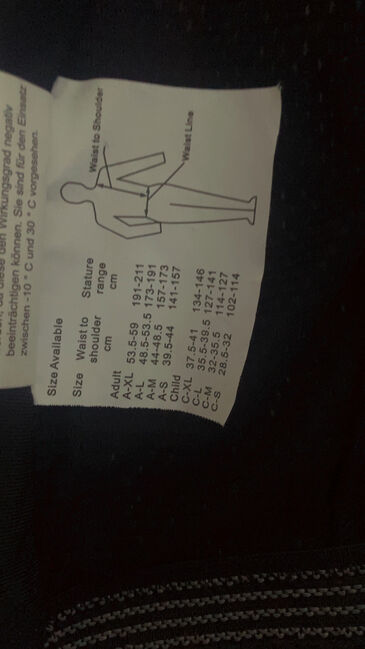 Wirkungsgrad negativ
beeinträchtigen können. Sie sind für den Einsatz
zwischen -10 ° C und 30 ° C vorgesehen.
Size Available
Size Waist to shoulder cm Stature range cm
Adult
A-XL 53.5-59 191-211
A-L 48.5-53.5 173-191
A-M 44-48.5 157-173
A-S 39.5-44 141-157
Child
C-XL 37.5-41 134-146
C-L 35.5-39.5 127-141
C-M 32-35.5 114-127
C-S 28.5-32 102-114
Waist to Shoulder
Waist Line